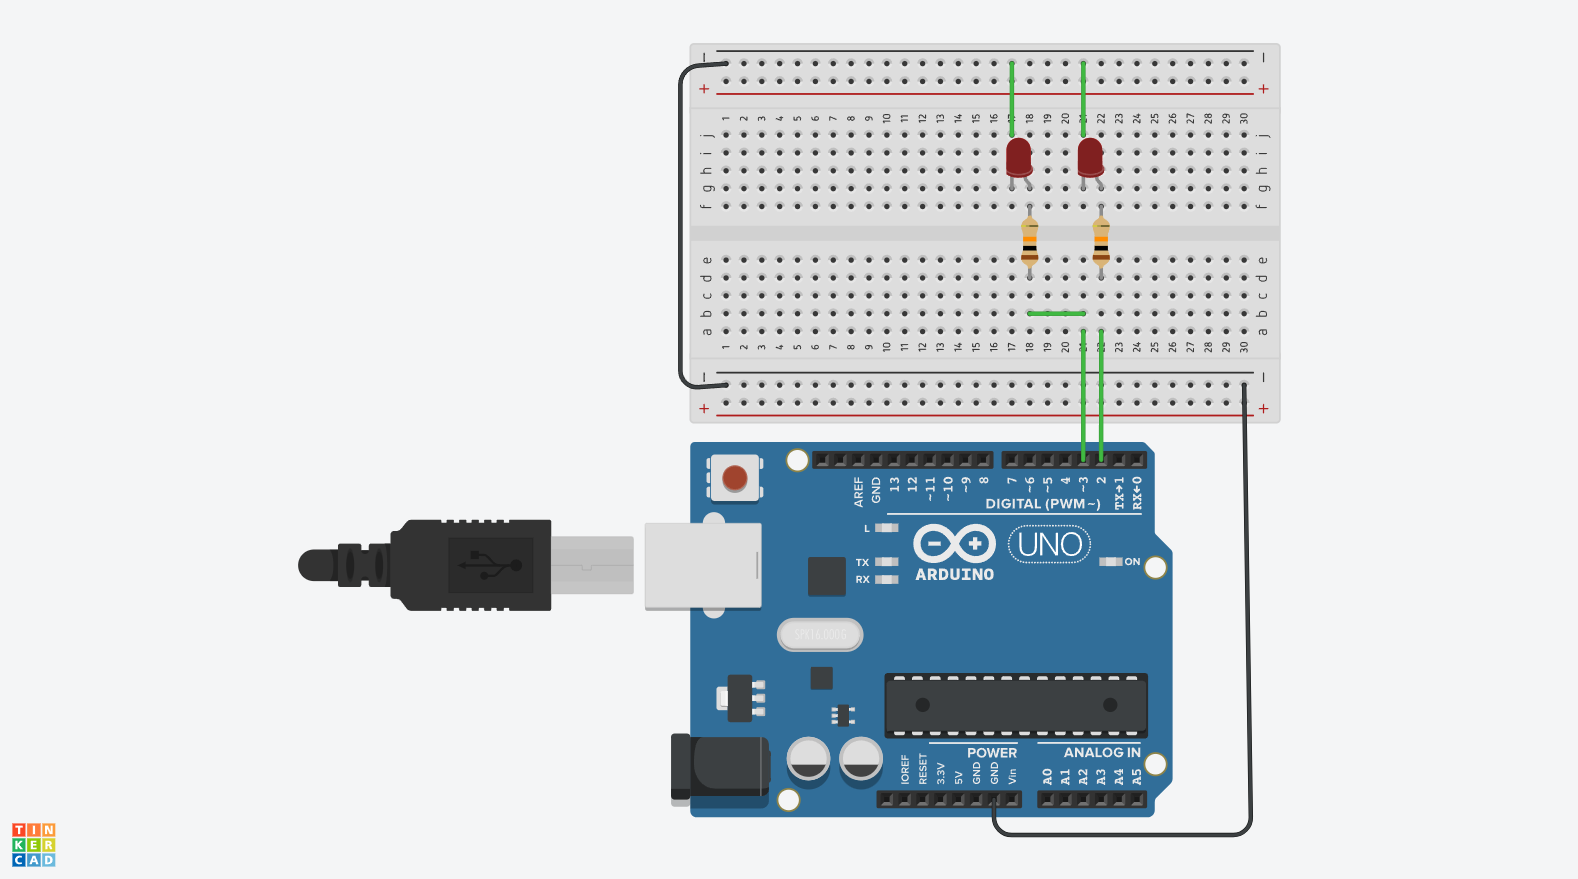 − −
+ +
1 2 3 4 5 6 7 8 9 10 11 12 13 14 15 16 17 18 19 20 21 22 23 24 25 26 27 28 29 30
j j
i i
h h
g g
f f
e e
d d
c c
b b
a a
1 2 3 4 5 6 7 8 9 10 11 12 13 14 15 16 17 18 19 20 21 22 23 24 25 26 27 28 29 30
− −
+ +
AREF GND 13 12 ~11 ~10 ~9 8 7 ~6 ~5 4 ~3 2 TX→1 RX←0
DIGITAL (PWM~)
L
UNO
TX
RX
ON
ARDUINO
SPK16.000G
POWER ANALOG IN
IOREF RESET 3.3V 5V GND GND Vin A0 A1 A2 A3 A4 A5
TIN
KER
CAD